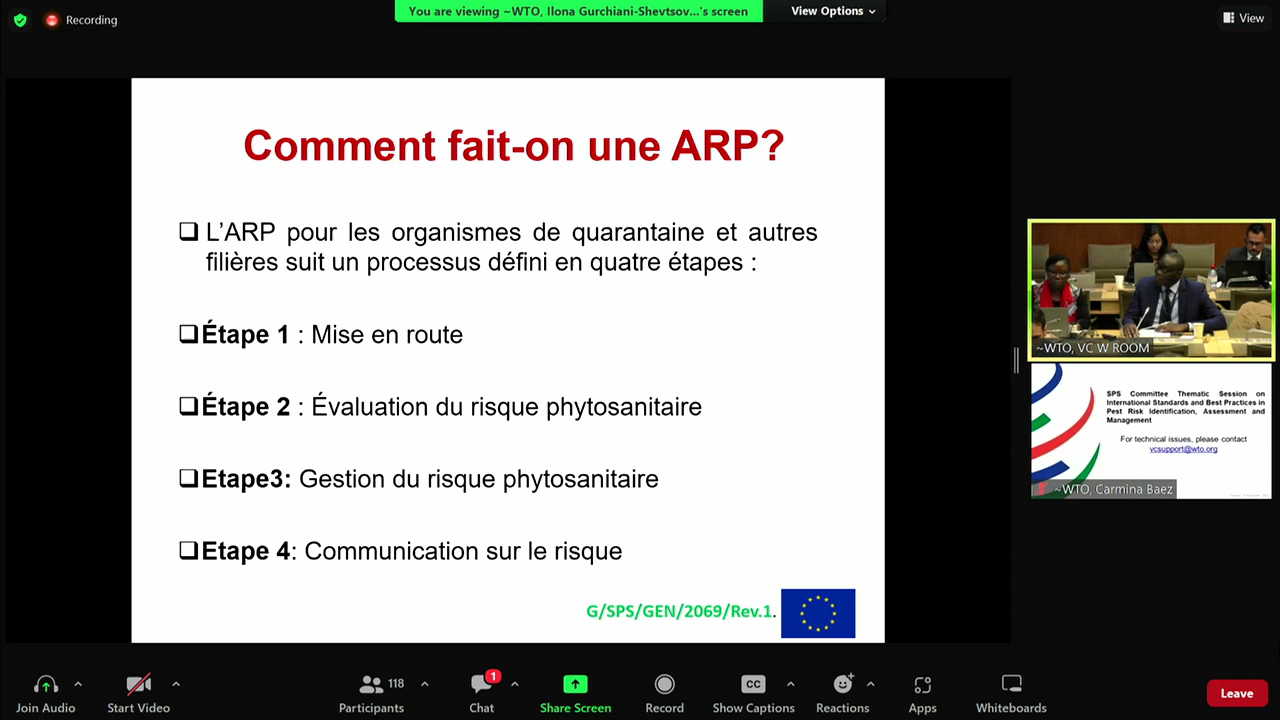 Recording
You are viewing ~WTO, Ilona Gurchiani-Shevtsov...'s screen
View Options
View
Comment fait-on une ARP?
L'ARP pour les organismes de quarantaine et autres
filières suit un processus défini en quatre étapes :
Étape 1 : Mise en route
Étape 2 : Évaluation du risque phytosanitaire
Etape3: Gestion du risque phytosanitaire
Etape 4: Communication sur le risque
G/SPS/GEN/2069/Rev.1.
~WTO, VC W ROOM
SPS Committee Thematic Session on
International Standards and Best Practices in
Pest Risk Identification, Assessment and
Management
For technical issues, please contact
vcsupport@wto.org
~WTO, Carmina Baez
Join Audio
Start Video
118
Participants
1
Chat
Share Screen
Record
CC
Show Captions
Reactions
Apps
Whiteboards
Leave